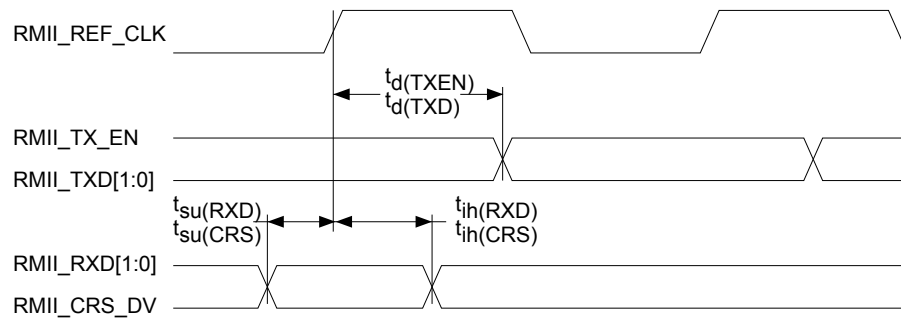 RMII_REF_CLK
td(TXEN)
td(TXD)
RMII_TX_EN
RMII_TXD[1:0]
tsu(RXD)
tsu(CRS)
tih(RXD)
tih(CRS)
RMII_RXD[1:0]
RMII_CRS_DV